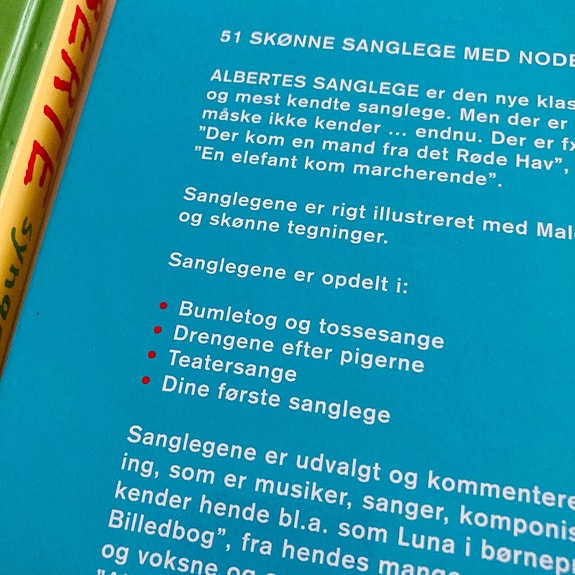 51 SKØNNE SANGLEGE MED NODE
ALBERTES SANGLEGE er den nye klas
og mest kendte sanglege. Men der er
måske ikke kender ... endnu. Der er fx
"Der kom en mand fra det Røde Hav",
"En elefant kom marcherende".
Sanglegene er rigt illustreret med Mal
og skønne tegninger.
Sanglegene er opdelt i:
• Bumletog og tossesange
• Drengene efter pigerne
• Teatersange
• Dine første sanglege
Sanglegene er udvalgt og kommentere
ing, som er musiker, sanger, komponis
kender hende bl.a. som Luna i børnepr
Billedbog", fra hendes mange
og voksne og